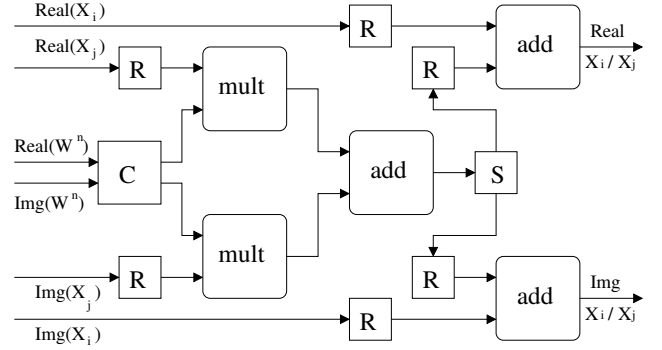 Real(X_i)
R
add
Real
X_i / X_j
Real(X_j)
R
mult
R
Real(W^n)
C
add
S
Img(W^n)
mult
R
Img
X_i / X_j
R
add
Img(X_j)
R
Img(X_i)